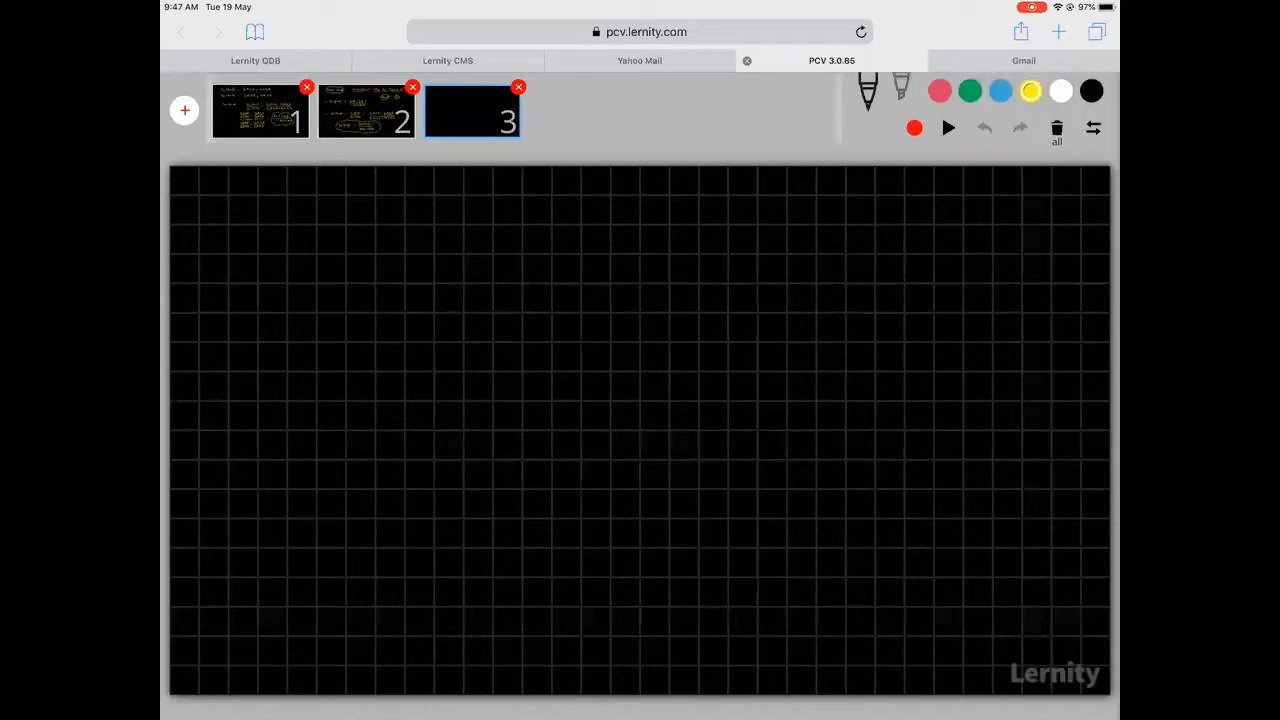 9:47 AM Tue 19 May
97%
pcv.lernity.com
Lernity QDB
Lernity CMS
Yahoo Mail
PCV 3.0.85
Gmail
1
2
3
all
Lernity